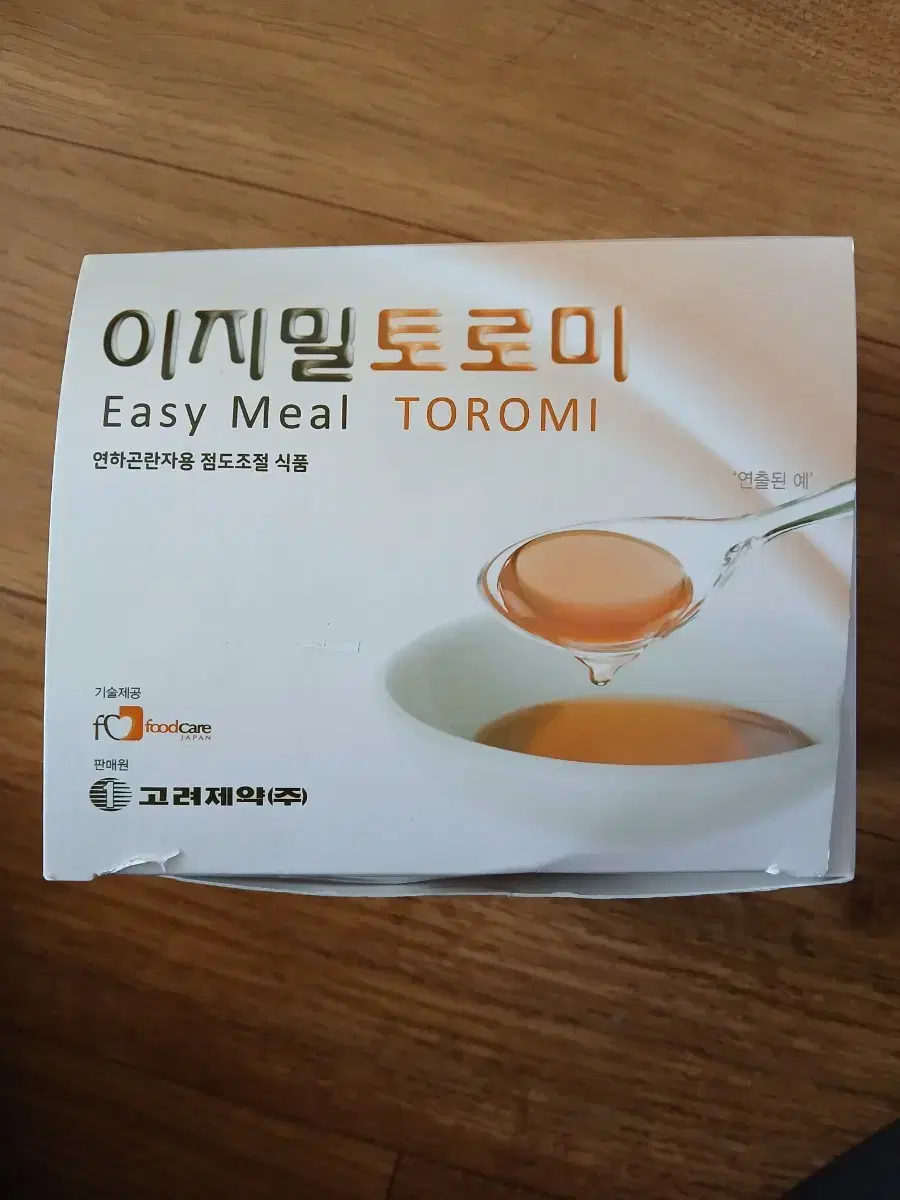 이지밀 토로미
Easy Meal TOROMI
연하곤란자용 점도조절 식품
'연출된 예'
기술제공
fc foodcare
JAPAN
판매원
1 고려제약(주)